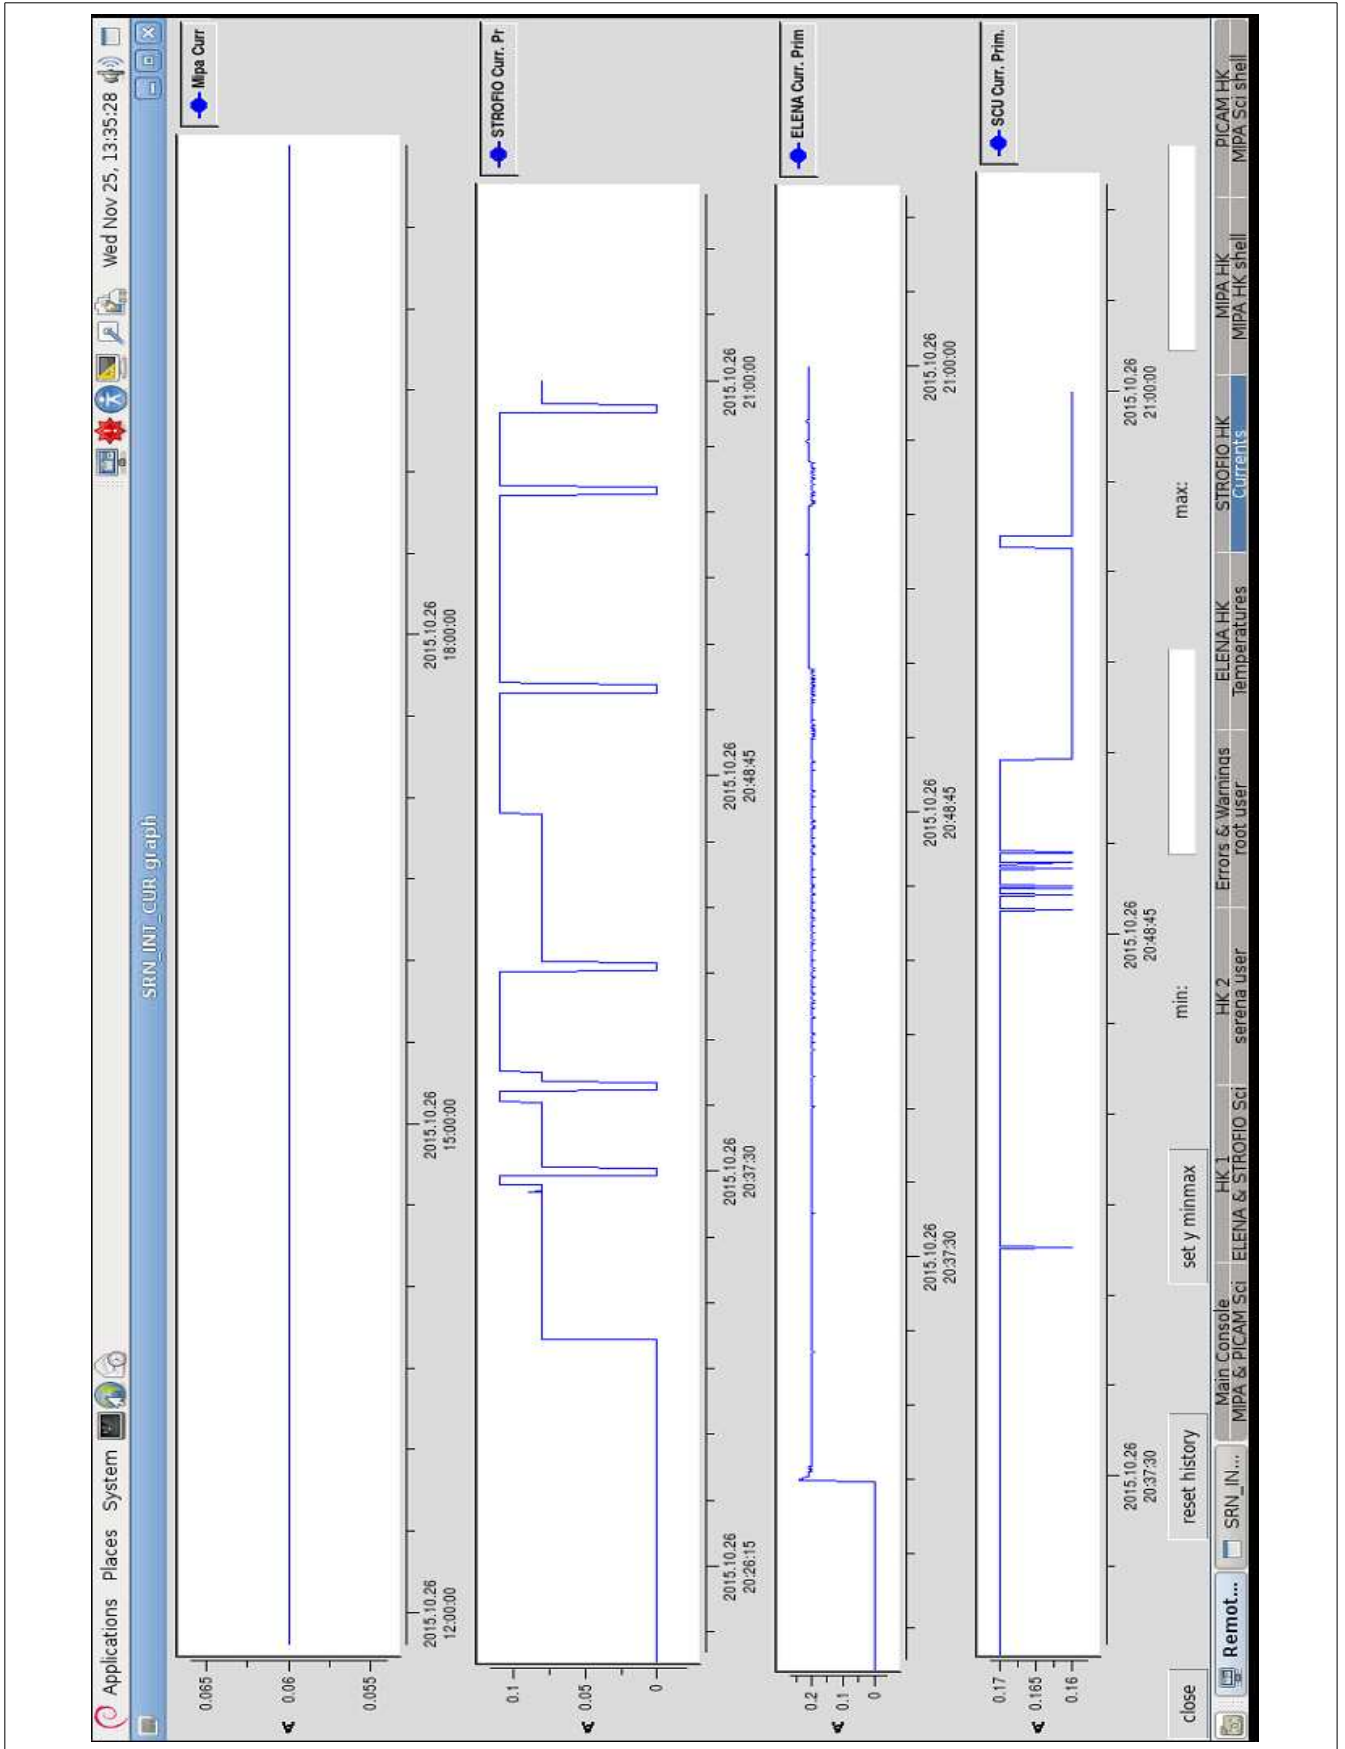 Applications Places System
Wed Nov 25, 13:35:28
SRN_INT_CUR graph
Mipa Curr
0.065
0.06
0.055
A
2015.10.26
12:00:00
2015.10.26
15:00:00
2015.10.26
18:00:00
STROFIO Curr. Pr
0.1
0.05
0
A
2015.10.26
20:26:15
2015.10.26
20:37:30
2015.10.26
20:48:45
2015.10.26
21:00:00
ELENA Curr. Prim
0.2
0.1
0
A
2015.10.26
20:37:30
2015.10.26
20:48:45
2015.10.26
21:00:00
SCU Curr. Prim.
0.17
0.165
0.16
A
2015.10.26
20:37:30
2015.10.26
20:48:45
2015.10.26
21:00:00
close
reset history
set y minmax
min:
max:
Remot...
SRN_IN...
Main Console
HK 1
HK 2
Errors & Warnings
ELENA HK
STROFIO HK
MIPA HK
PICAM HK
MIPA & PICAM Sci
ELENA & STROFIO Sci
serena user
root user
Temperatures
Currents
MIPA HK shell
MIPA Sci shell